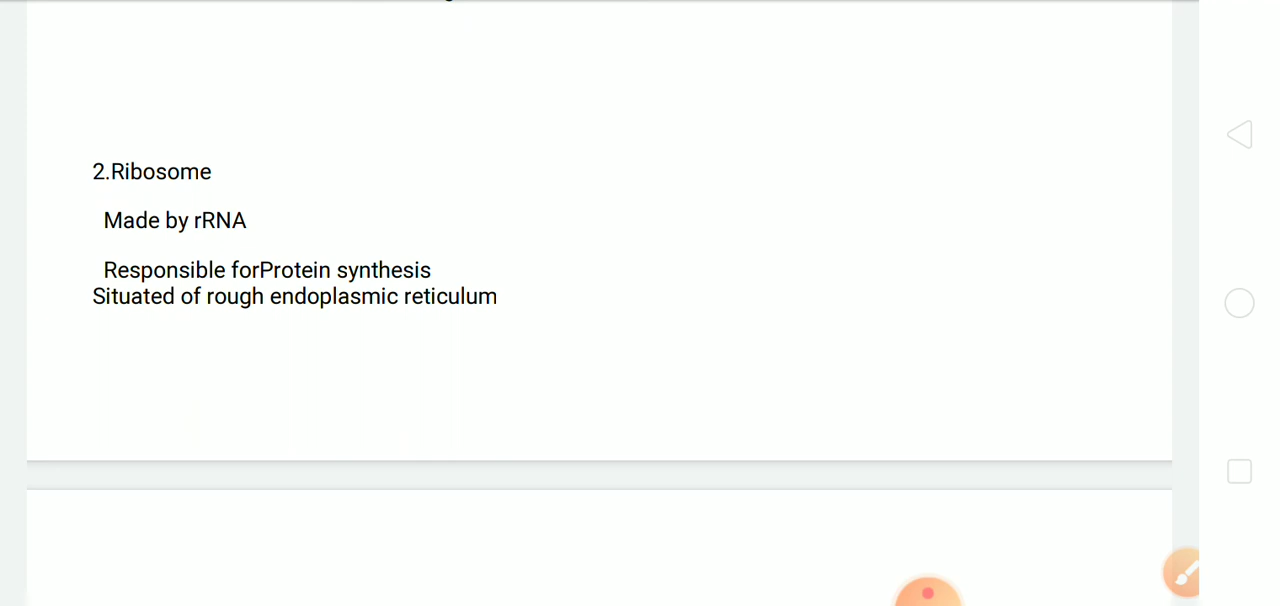 2.Ribosome
Made by rRNA
Responsible forProtein synthesis
Situated of rough endoplasmic reticulum